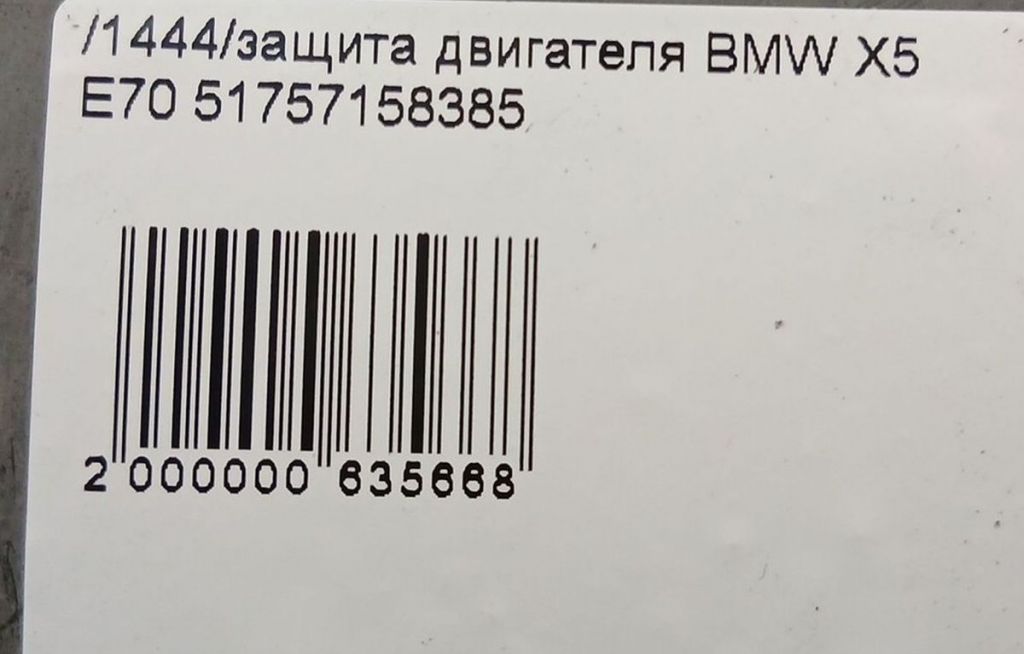 /1444/защита двигателя BMW X5
E70 51757158385
2 000000 635668